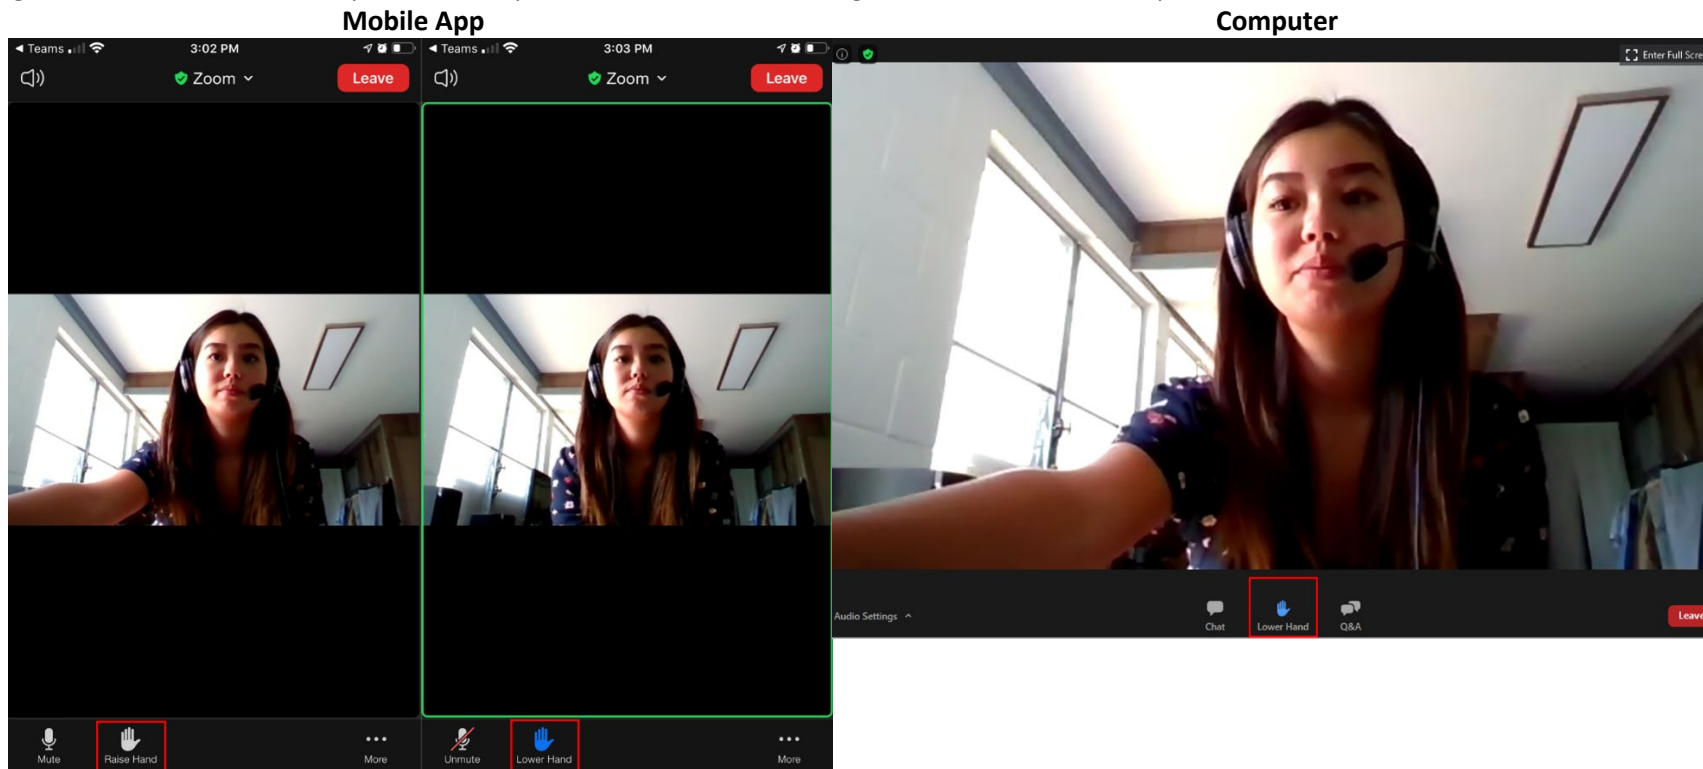 Mobile App
Computer
◄ Teams
3:02 PM
Zoom
Leave
Mute
Raise Hand
More
◄ Teams
3:03 PM
Zoom
Leave
Unmute
Lower Hand
More
Enter Full Scre
Audio Settings
Chat
Lower Hand
Q&A
Leave